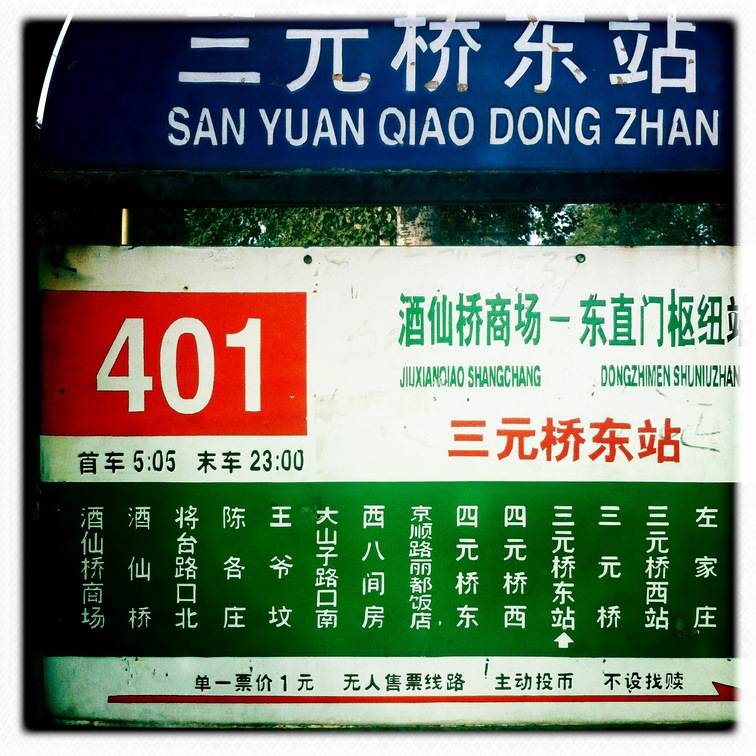 三元桥东站
SAN YUAN QIAO DONG ZHAN
401
酒仙桥商场－东直门枢纽站
JIUXIANQIAO SHANGCHANG DONGZHIMEN SHUNIUZHAN
三元桥东站
首车 5:05 末车 23:00
酒仙桥商场
酒仙桥
将台路口北
陈各庄
王爷坟
大山子路口南
西八间房
京顺路丽都饭店
四元桥东
四元桥西
三元桥东站
三元桥
三元桥西站
左家庄
单一票价1元 无人售票线路 主动投币 不设找赎